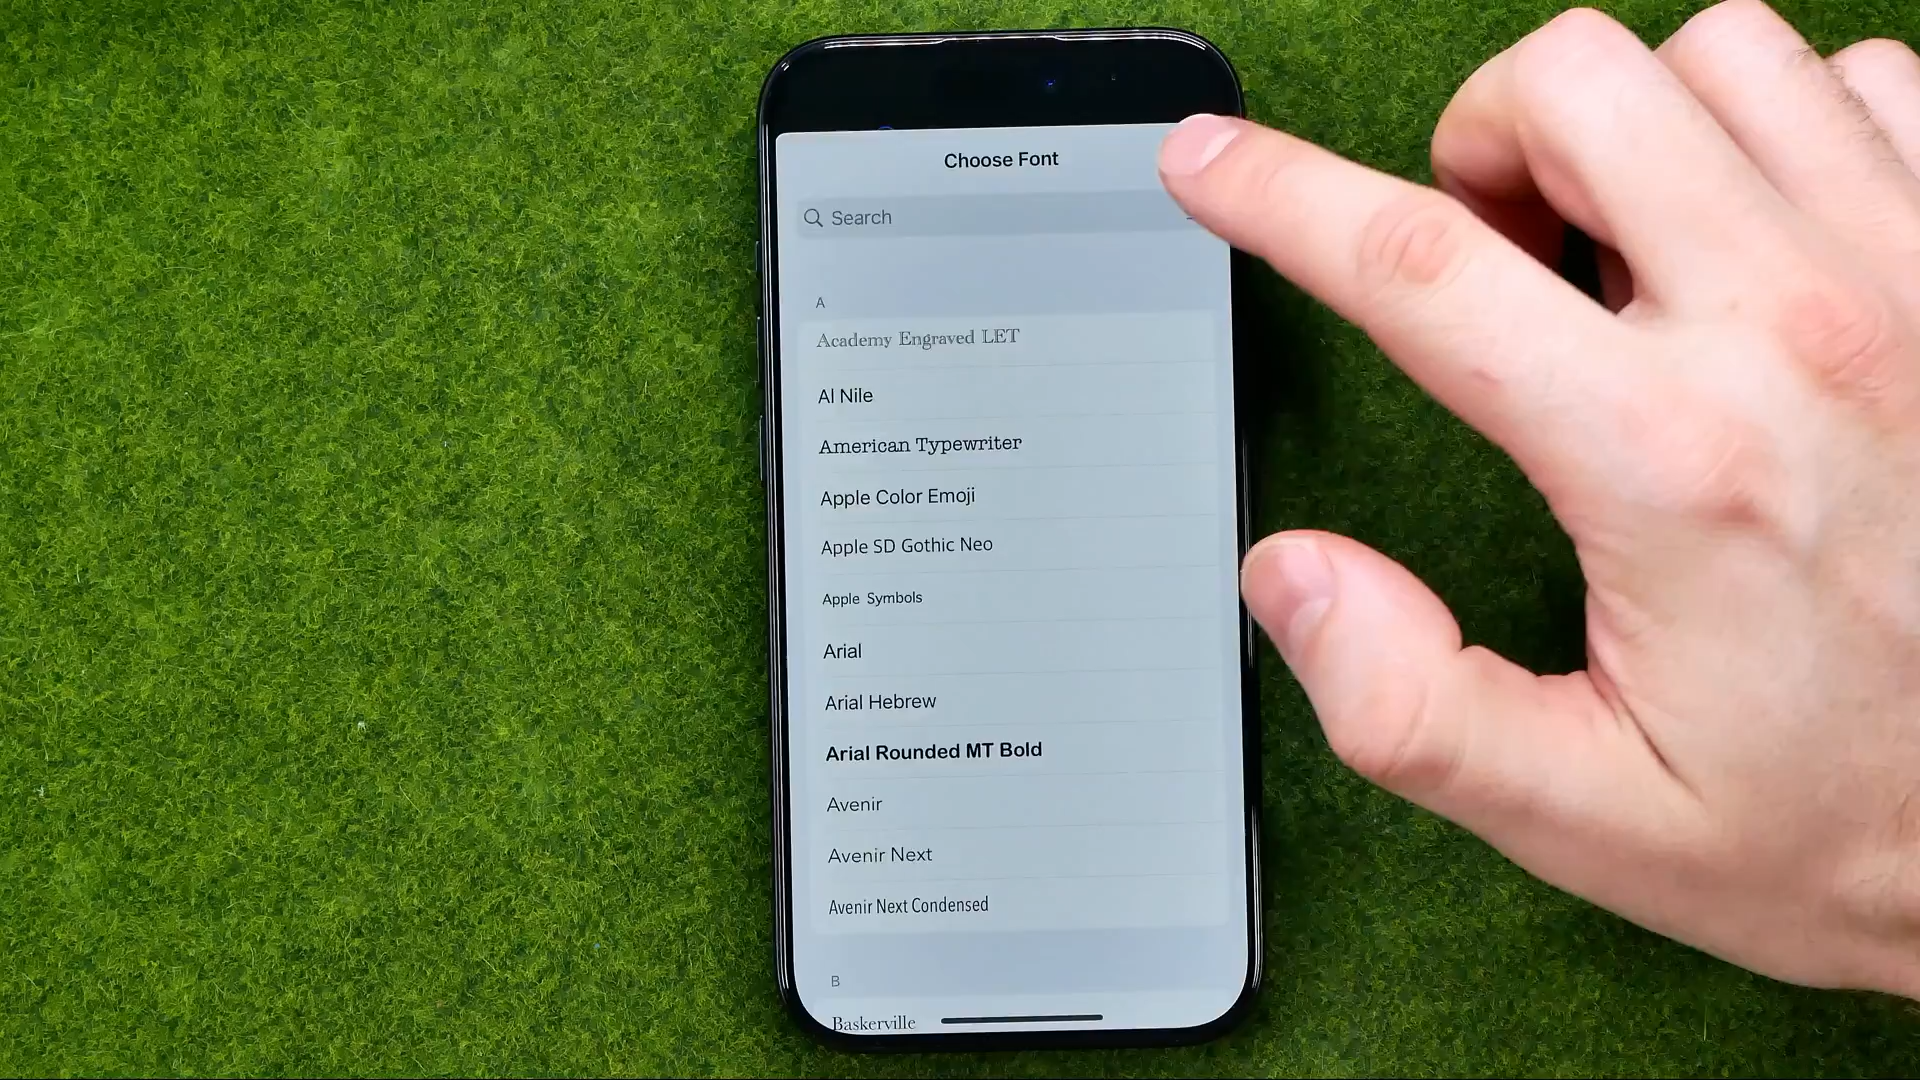 Choose Font
Search
A
Academy Engraved LET
Al Nile
American Typewriter
Apple Color Emoji
Apple SD Gothic Neo
Apple Symbols
Arial
Arial Hebrew
Arial Rounded MT Bold
Avenir
Avenir Next
Avenir Next Condensed
B
Baskerville